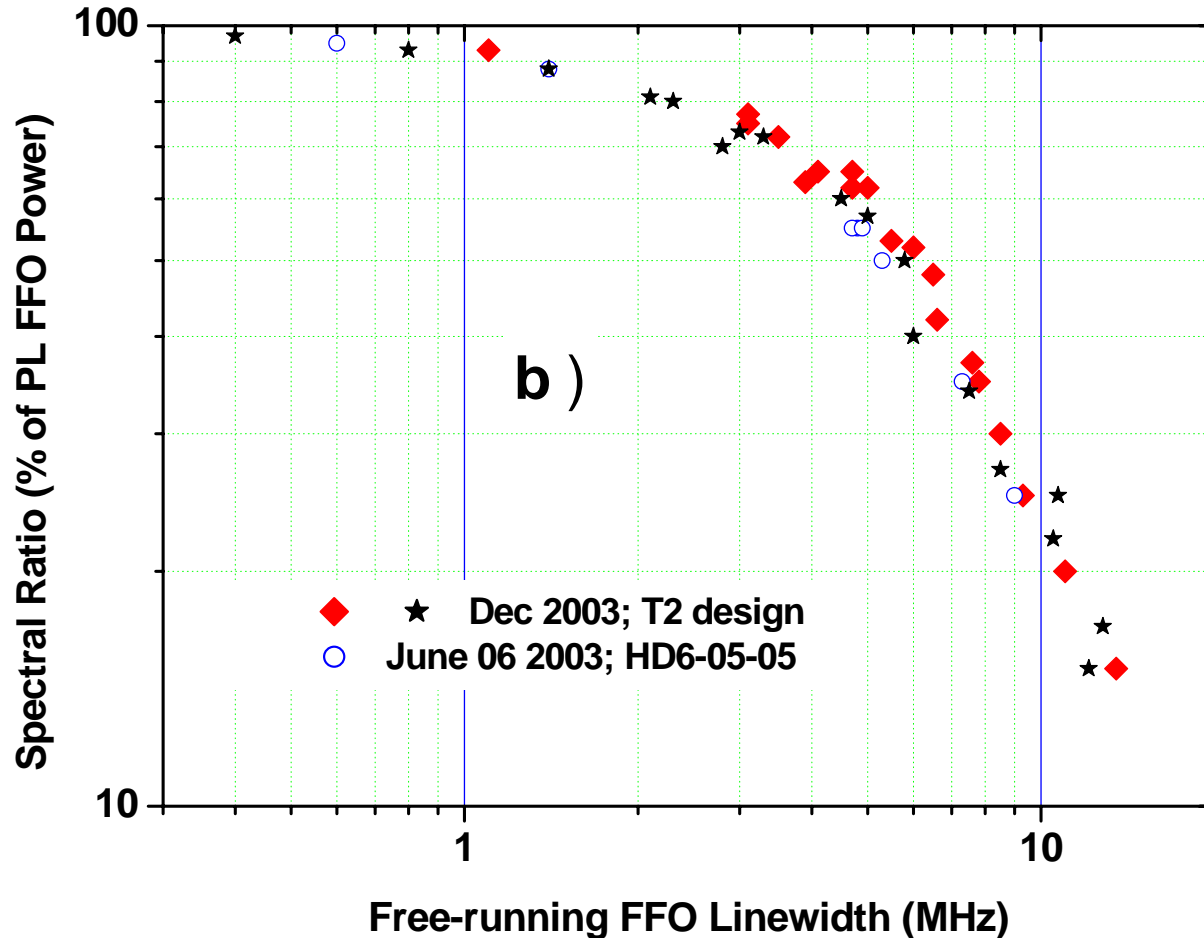 100
Spectral Ratio (% of PL FFO Power)
b )
Dec 2003; T2 design
June 06 2003; HD6-05-05
10
1
10
Free-running FFO Linewidth (MHz)